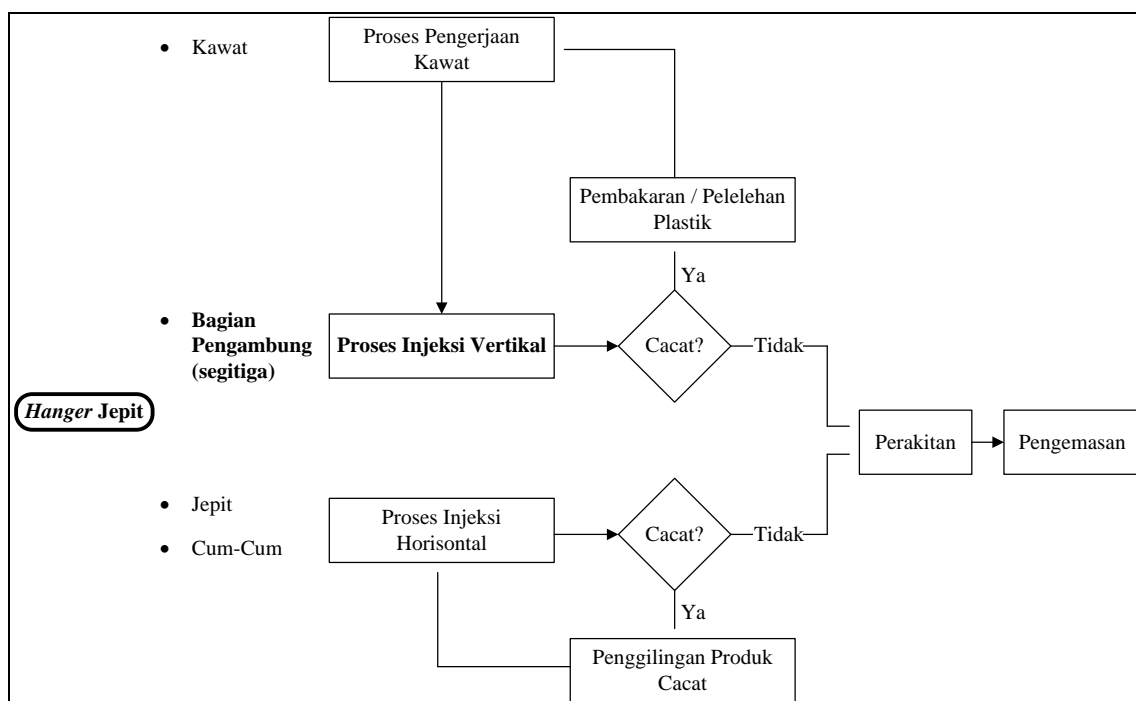 • Kawat
Proses Pengerjaan
Kawat
Pembakaran / Pelelehan
Plastik
Ya
• Bagian
Pengambung
(segitiga)
Proses Injeksi Vertikal
Cacat?
Tidak
Hanger Jepit
Perakitan
Pengemasan
• Jepit
• Cum-Cum
Proses Injeksi
Horisontal
Cacat?
Tidak
Ya
Penggilingan Produk
Cacat